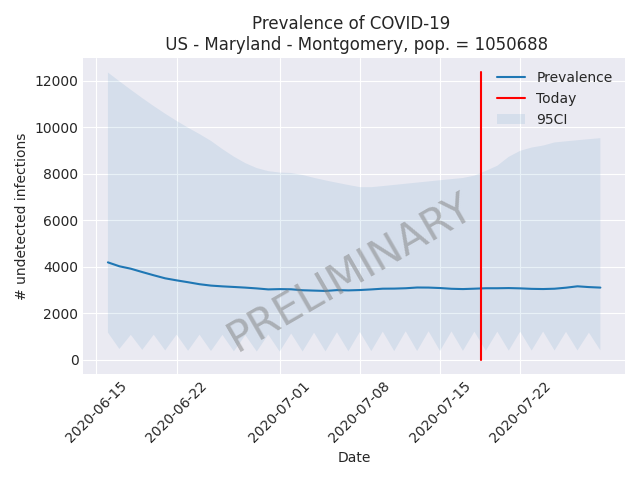 Prevalence of COVID-19
US - Maryland - Montgomery, pop. = 1050688
12000
10000
8000
6000
4000
2000
0
# undetected infections
Prevalence
Today
95CI
PRELIMINARY
2020-06-15
2020-06-22
2020-07-01
2020-07-08
2020-07-15
2020-07-22
Date